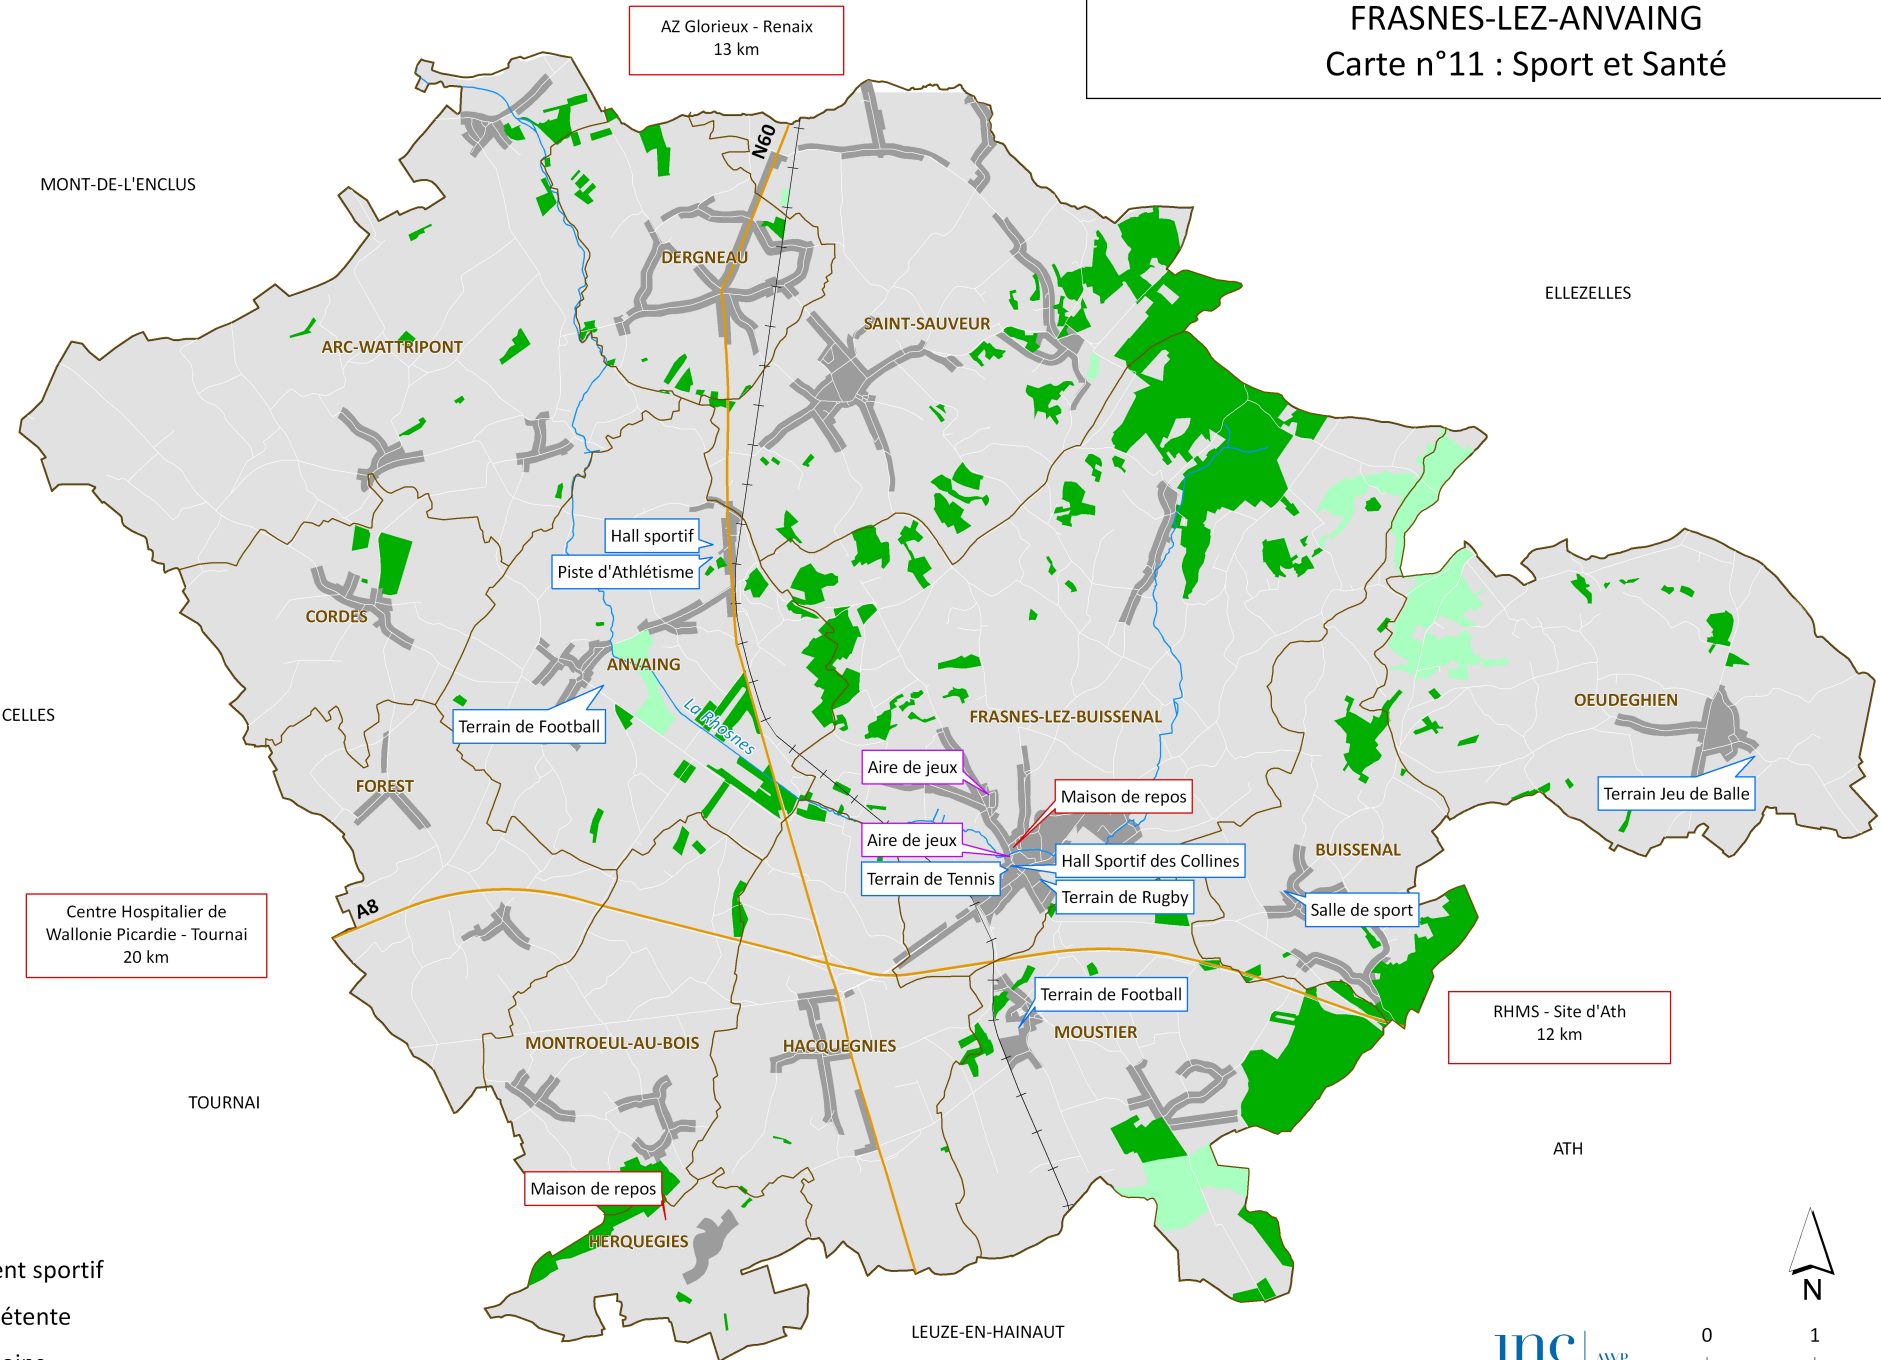 FRASNES-LEZ-ANVAING
Carte n°11 : Sport et Santé
AZ Glorieux - Renaix
13 km
N60
MONT-DE-L'ENCLUS
DERGNEAU
ELLEZELLES
SAINT-SAUVEUR
ARC-WATTRIPONT
Hall sportif
Piste d'Athlétisme
CORDES
ANVAING
OEUDEGHIEN
CELLES
La Rhosnes
FRASNES-LEZ-BUISSENAL
Terrain de Football
Aire de jeux
FOREST
Maison de repos
Terrain Jeu de Balle
Aire de jeux
BUISSENAL
Hall Sportif des Collines
Terrain de Tennis
Terrain de Rugby
A8
Salle de sport
Centre Hospitalier de
Wallonie Picardie - Tournai
20 km
Terrain de Football
RHMS - Site d'Ath
12 km
MOUSTIER
MONTROEUL-AU-BOIS
HACQUEGNIES
TOURNAI
ATH
Maison de repos
HERQUEGIES
ent sportif
étente
N
LEUZE-EN-HAINAUT
0 1